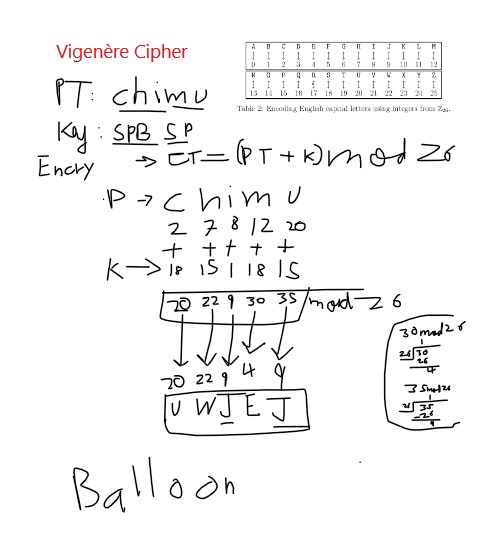 Vigenère Cipher
A B C D E F G H I J K L M
0 1 2 3 4 5 6 7 8 9 10 11 12
N O P Q R S T U V W X Y Z
13 14 15 16 17 18 19 20 21 22 23 24 25
Table 2: Encoding English capital letters using integers from Z26.
PT: chimu
Key: SPB SP
Encry → CT = (PT + K) mod 26
P → c h i m u
2 7 8 12 20
+ + + + +
K → 18 15 1 18 15
20 22 9 30 35 / mod 26
20 22 9 4 9
U W J E J
30 mod 26
1
26 30
26
4
35 mod 26
1
26 35
-26
9
Balloon